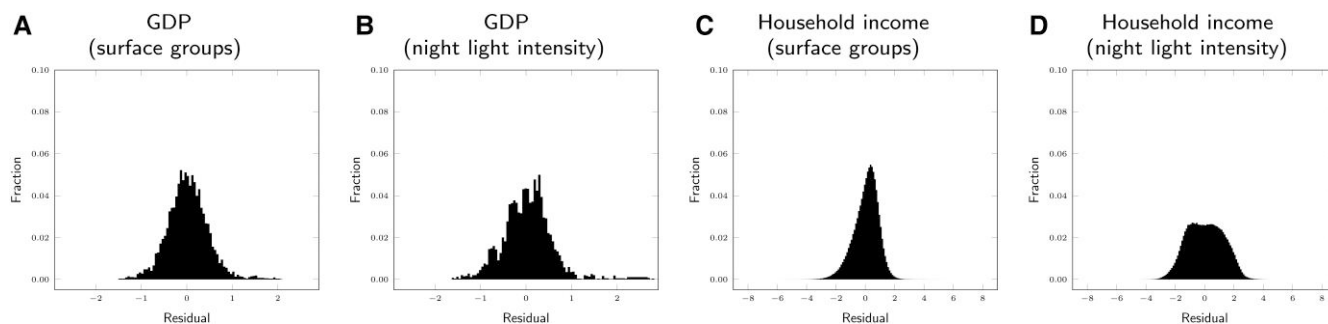 A
GDP
(surface groups)
0.10
0.08
0.06
0.04
0.02
0.00
Fraction
−2
−1
0
1
2
Residual
B
GDP
(night light intensity)
0.10
0.08
0.06
0.04
0.02
0.00
Fraction
−2
−1
0
1
2
Residual
C
Household income
(surface groups)
0.10
0.08
0.06
0.04
0.02
0.00
Fraction
−8
−6
−4
−2
0
2
4
6
8
Residual
D
Household income
(night light intensity)
0.10
0.08
0.06
0.04
0.02
0.00
Fraction
−8
−6
−4
−2
0
2
4
6
8
Residual